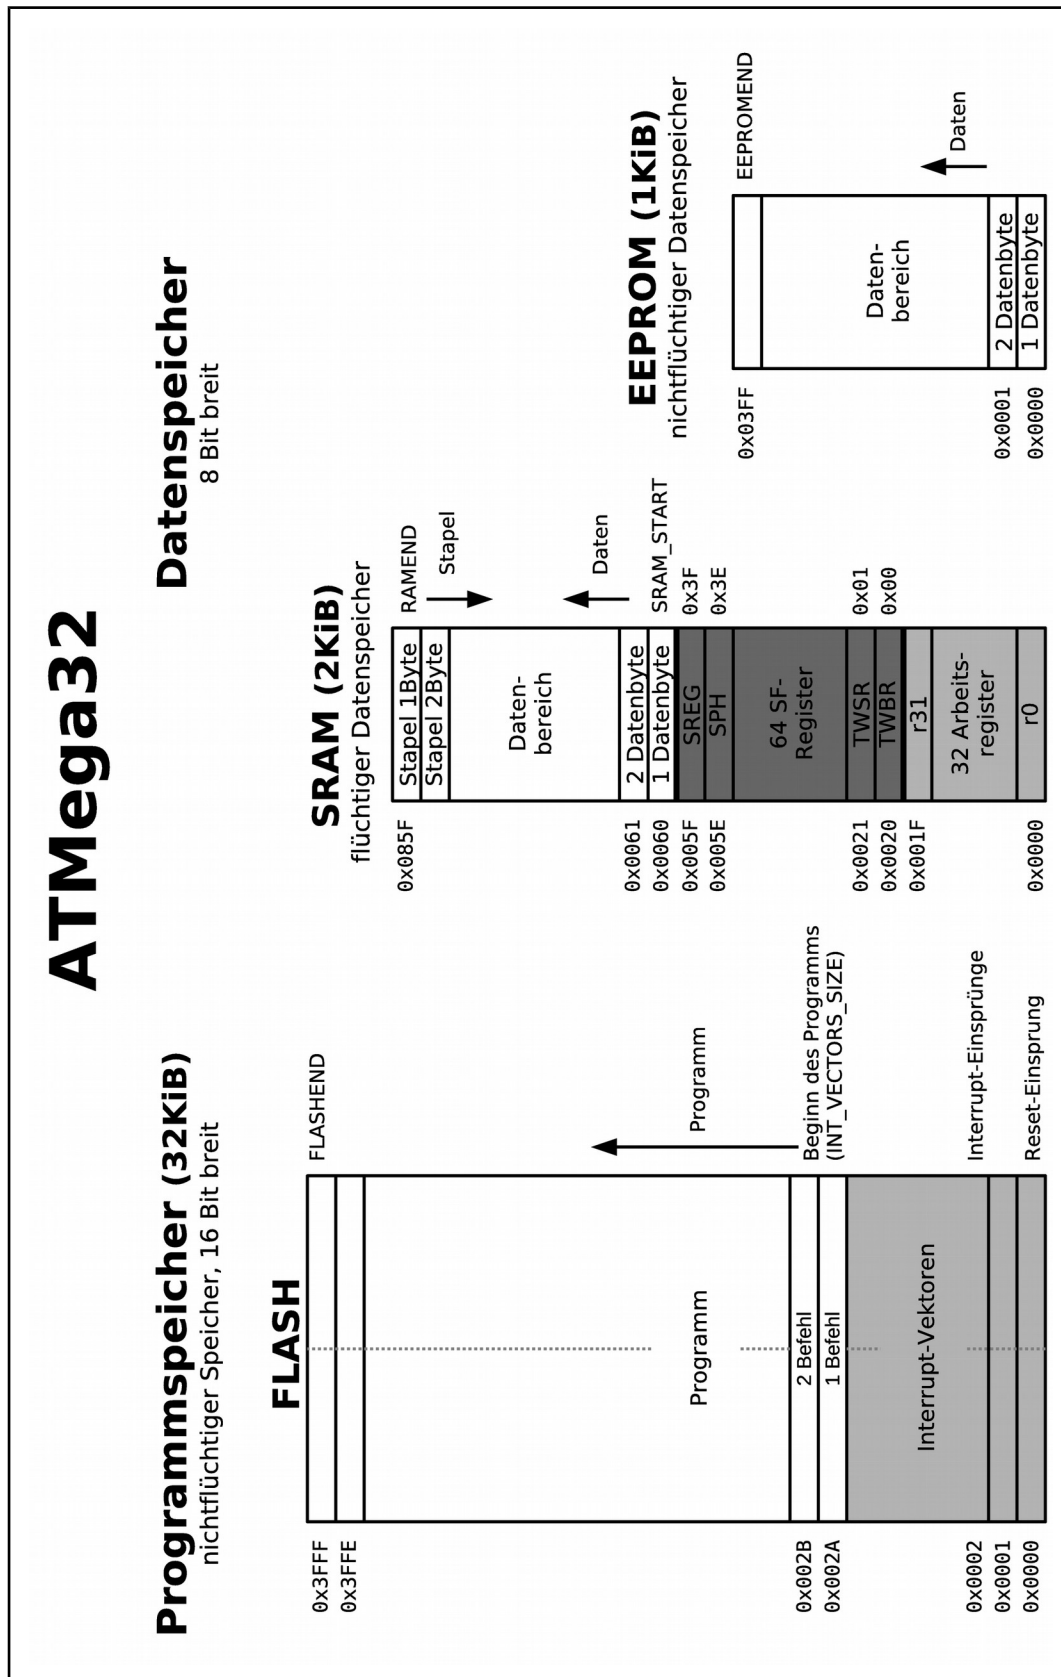 ATMega32
Programmspeicher (32KiB)
nichtflüchtiger Speicher, 16 Bit breit
FLASH
0x3FFF
FLASHEND
0x3FFE
Programm
Programm
0x002B
2 Befehl
0x002A
1 Befehl
Beginn des Programms
(INT_VECTORS_SIZE)
Interrupt-Vektoren
0x0002
Interrupt-Einsprünge
0x0001
0x0000
Reset-Einsprung
Datenspeicher
8 Bit breit
SRAM (2KiB)
flüchtiger Datenspeicher
0x085F
Stapel 1Byte
RAMEND
Stapel 2Byte
Stapel
Daten-
bereich
Daten
0x0061
2 Datenbyte
0x0060
1 Datenbyte
SRAM_START
0x005F
SREG
0x3F
0x005E
SPH
0x3E
64 SF-
Register
0x0021
TWSR
0x01
0x0020
TWBR
0x00
0x001F
r31
32 Arbeits-
register
0x0000
r0
EEPROM (1KiB)
nichtflüchtiger Datenspeicher
0x03FF
EEPROMEND
Daten-
bereich
Daten
0x0001
2 Datenbyte
0x0000
1 Datenbyte